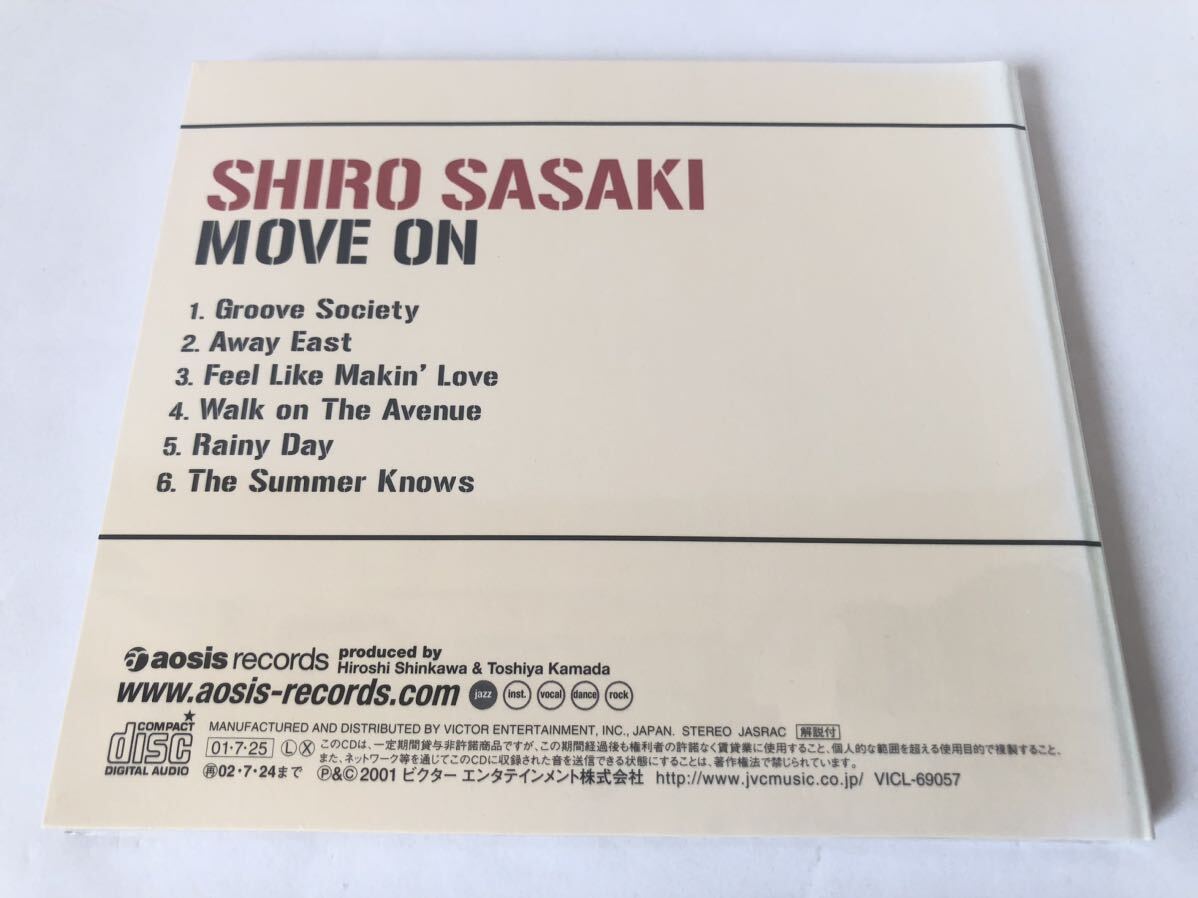 SHIRO SASAKI
MOVE ON
1. Groove Society
2. Away East
3. Feel Like Makin' Love
4. Walk on The Avenue
5. Rainy Day
6. The Summer Knows
aosis records produced by
Hiroshi Shinkawa & Toshiya Kamada
www.aosis-records.com jazz inst. vocal dance rock
COMPACT
disc
DIGITAL AUDIO
MANUFACTURED AND DISTRIBUTED BY VICTOR ENTERTAINMENT, INC., JAPAN. STEREO JASRAC 解説付
01・7・25 Ⓛ Ⓧ このCDは、一定期間貸与非許諾商品ですが、この期間経過後も権利者の許諾なく賃貸業に使用すること、個人的な範囲を超える使用目的で複製すること、
また、ネットワーク等を通じてこのCDに収録された音を送信できる状態にすることは、著作権法で禁じられています。
㋐02・7・24まで Ⓟ&© 2001 ビクター エンタテインメント株式会社 http://www.jvcmusic.co.jp/ VICL-69057